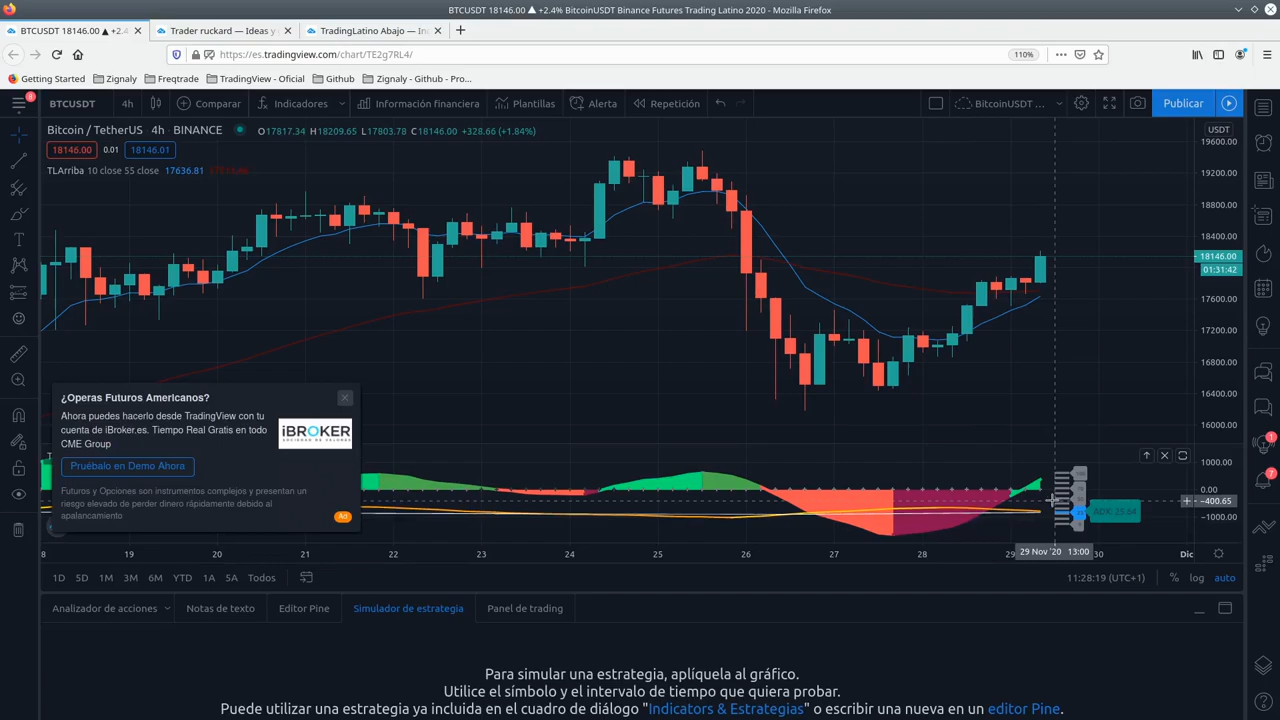 BTCUSDT 18146.00 ▲ +2.4% BitcoinUSDT Binance Futures Trading Latino 2020 - Mozilla Firefox
BTCUSDT 18146.00 ▲ +2.4
Trader ruckard — Ideas y
TradingLatino Abajo — In
https://es.tradingview.com/chart/TE2g7RL4/
110%
Getting Started
Zignaly
Freqtrade
TradingView - Oficial
Github
Zignaly - Github - Pro...
8
BTCUSDT
4h
Comparar
Indicadores
Información financiera
Plantillas
Alerta
Repetición
BitcoinUSDT ...
Publicar
Bitcoin / TetherUS 4h BINANCE
O17817.34 H18209.65 L17803.78 C18146.00 +328.66 (+1.84%)
18146.00
0.01
18146.01
TLArriba 10 close 55 close 17636.81
USDT
19600.00
19200.00
18800.00
18400.00
18146.00
01:31:42
17600.00
17200.00
16800.00
16400.00
16000.00
1000.00
0.00
-400.65
-1000.00
¿Operas Futuros Americanos?
Ahora puedes hacerlo desde TradingView con tu
cuenta de iBroker.es. Tiempo Real Gratis en todo
CME Group
iBROKER
SOCIEDAD DE VALORES
Pruébalo en Demo Ahora
Futuros y Opciones son instrumentos complejos y presentan un
riesgo elevado de perder dinero rápidamente debido al
apalancamiento
Ad
ADX: 25.64
1
7
8 19 20 21 22 23 24 25 26 27 28 29 30 Dic
29 Nov '20 13:00
1D 5D 1M 3M 6M YTD 1A 5A Todos
11:28:19 (UTC+1)
% log auto
Analizador de acciones
Notas de texto
Editor Pine
Simulador de estrategia
Panel de trading
Para simular una estrategia, aplíquela al gráfico.
Utilice el símbolo y el intervalo de tiempo que quiera probar.
Puede utilizar una estrategia ya incluida en el cuadro de diálogo "Indicators & Estrategias" o escribir una nueva en un editor Pine.